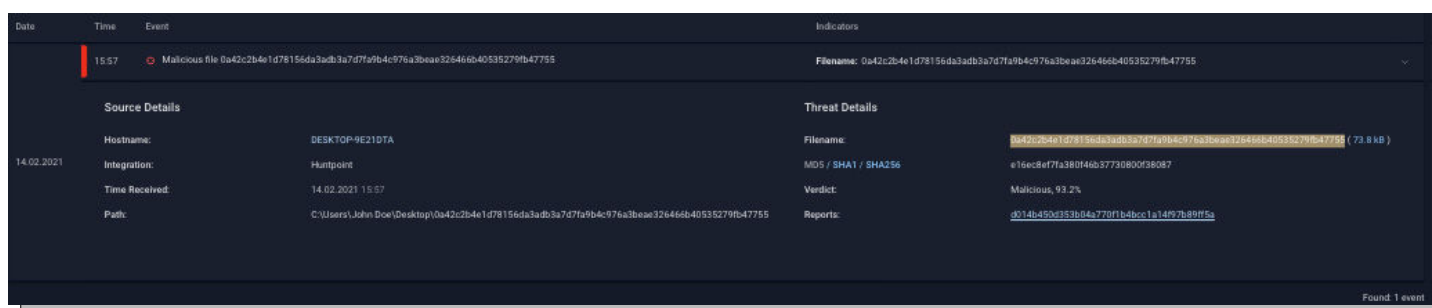 Date Time Event Indicators
15:57 Malicious file 0a42c2b4e1d78156da3adb3a7d7fa9b4c976a3beae326466b40535279fb47755 Filename: 0a42c2b4e1d78156da3adb3a7d7fa9b4c976a3beae326466b40535279fb47755
Source Details Threat Details
Hostname: DESKTOP-9E21DTA Filename: 0a42c2b4e1d78156da3adb3a7d7fa9b4c976a3beae326466b40535279fb47755 ( 73.8 kB )
14.02.2021 Integration: Huntpoint MD5 / SHA1 / SHA256 e16ec8ef7fa380f46b37730800f38087
Time Received: 14.02.2021 15:57 Verdict: Malicious, 93.2%
Path: C:\Users\John Doe\Desktop\0a42c2b4e1d78156da3adb3a7d7fa9b4c976a3beae326466b40535279fb47755 Reports: d014b450d353b04a770f1b4bcc1a14f97b89ff5a
Found: 1 event